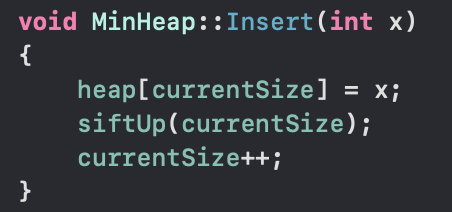 void MinHeap::Insert(int x)
{
    heap[currentSize] = x;
    siftUp(currentSize);
    currentSize++;
}